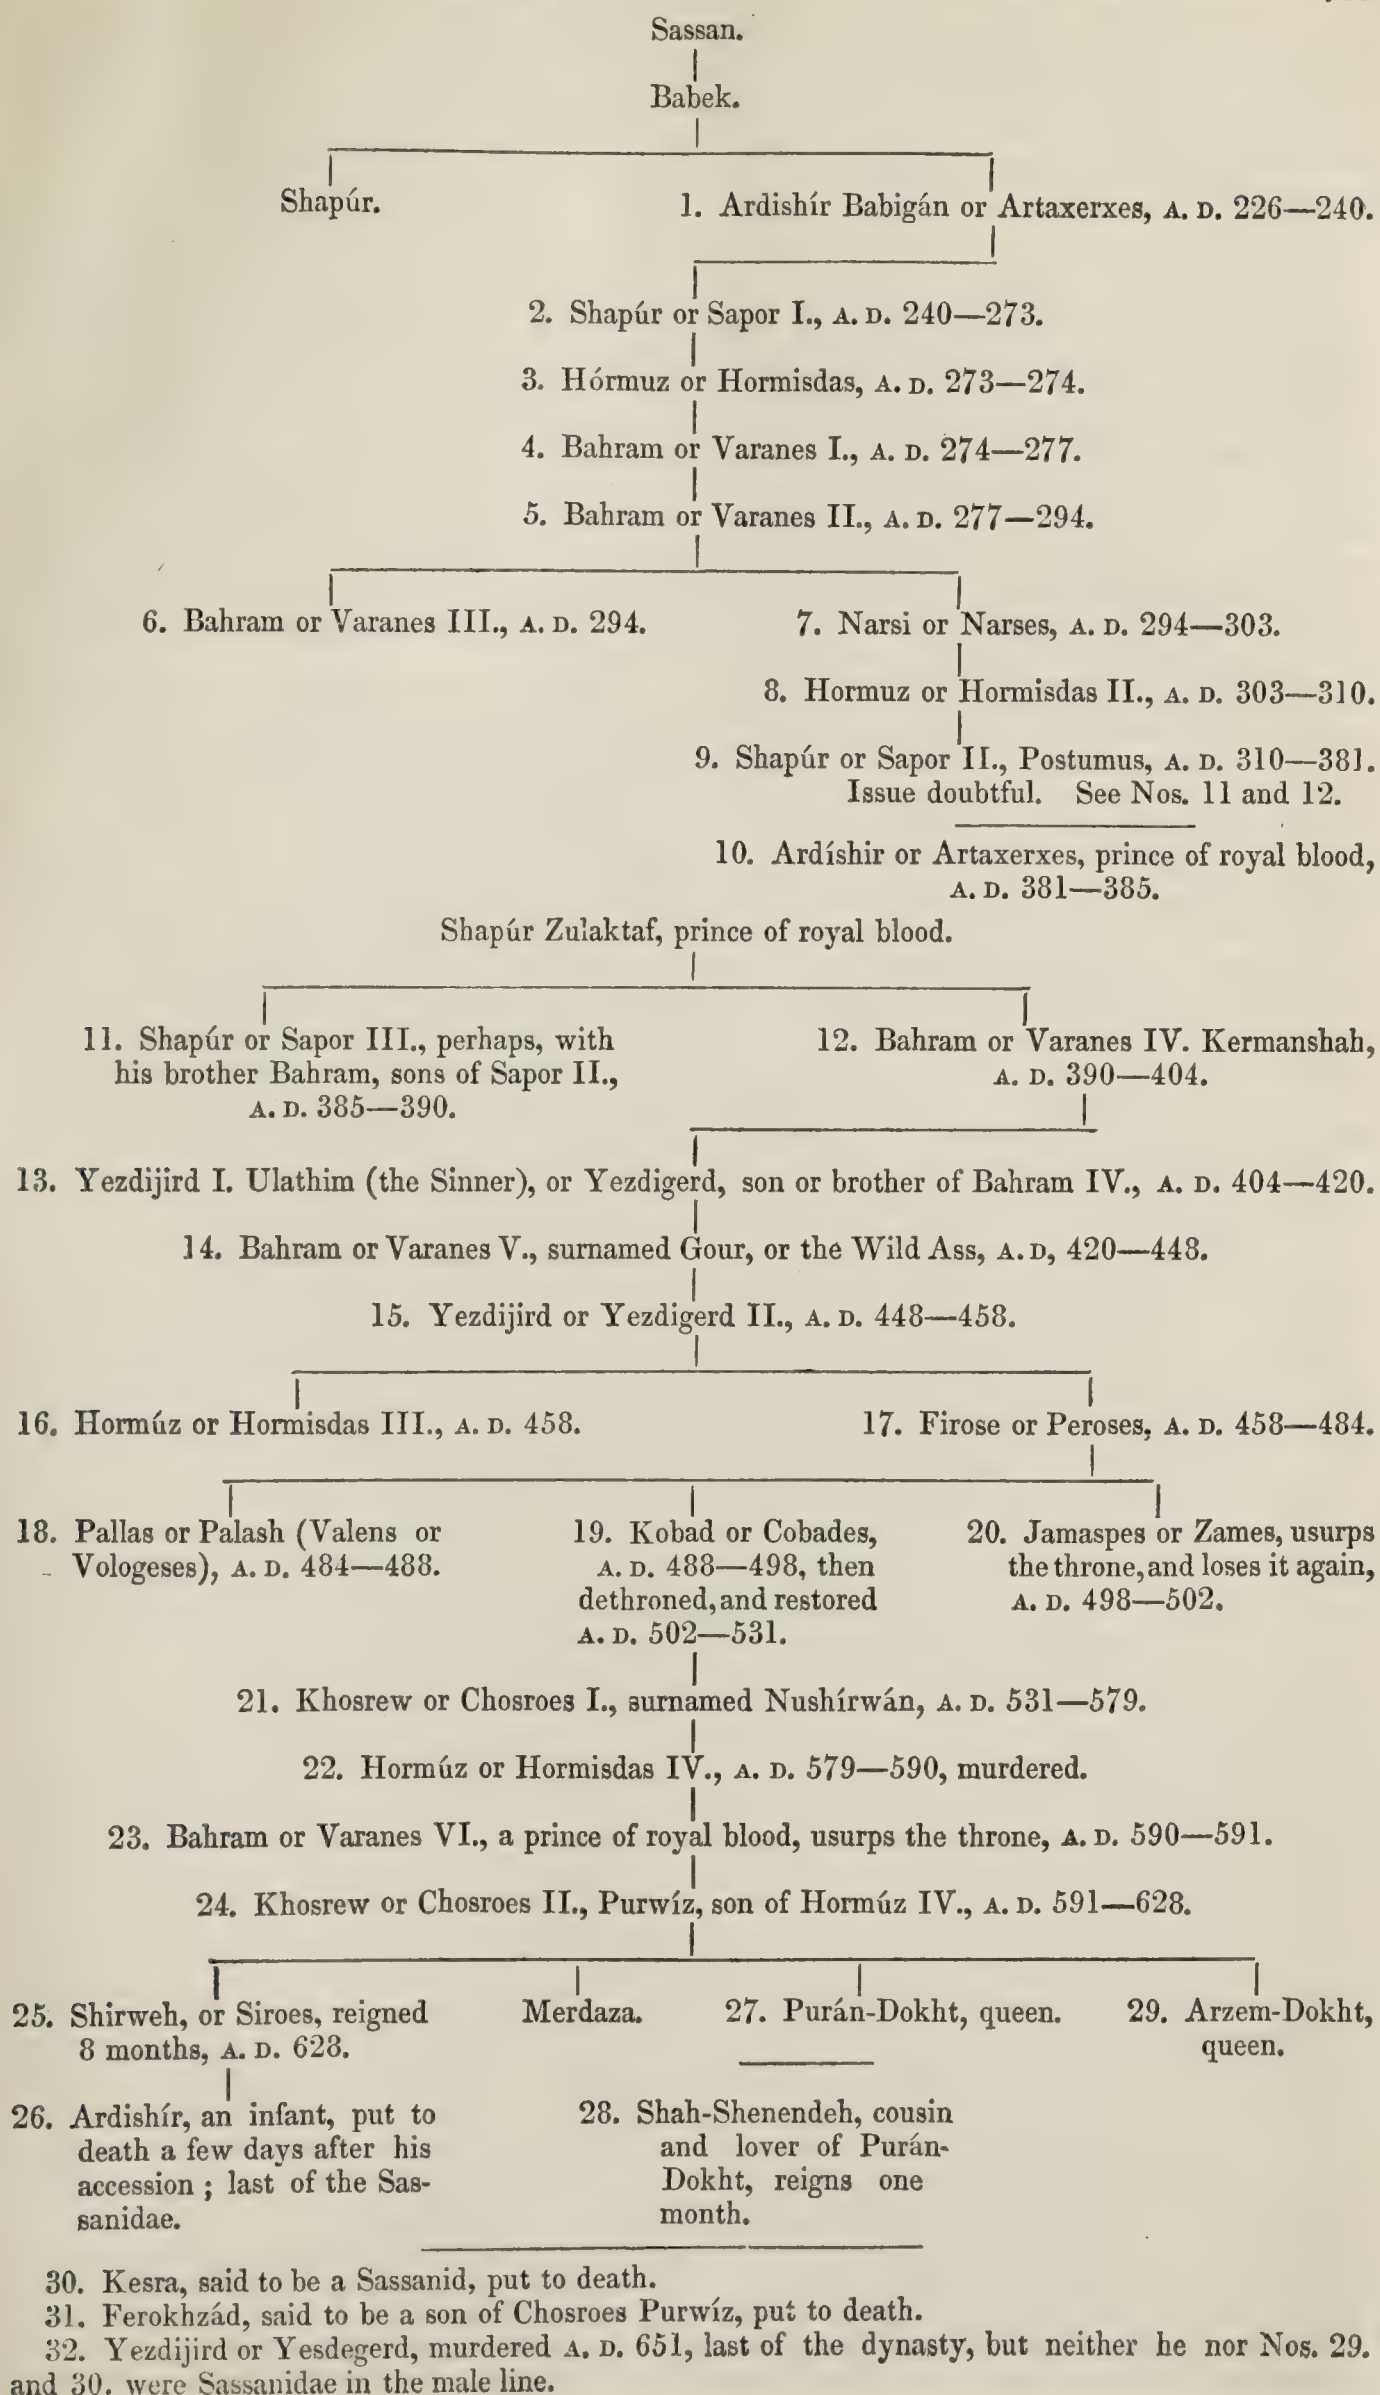 Sassan.
Babek.
Shapúr.
1. Ardishír Babigán or Artaxerxes, A. D. 226—240.
2. Shapúr or Sapor I., A. D. 240—273.
3. Hórmuz or Hormisdas, A. D. 273—274.
4. Bahram or Varanes I., A. D. 274—277.
5. Bahram or Varanes II., A. D. 277—294.
6. Bahram or Varanes III., A. D. 294.
7. Narsi or Narses, A. D. 294—303.
8. Hormuz or Hormisdas II., A. D. 303—310.
9. Shapúr or Sapor II., Postumus, A. D. 310—381.
Issue doubtful. See Nos. 11 and 12.
10. Ardíshir or Artaxerxes, prince of royal blood,
A. D. 381—385.
Shapúr Zulaktaf, prince of royal blood.
11. Shapúr or Sapor III., perhaps, with
his brother Bahram, sons of Sapor II.,
A. D. 385—390.
12. Bahram or Varanes IV. Kermanshah,
A. D. 390—404.
13. Yezdijird I. Ulathim (the Sinner), or Yezdigerd, son or brother of Bahram IV., A. D. 404—420.
14. Bahram or Varanes V., surnamed Gour, or the Wild Ass, A. D, 420—448.
15. Yezdijird or Yezdigerd II., A. D. 448—458.
16. Hormúz or Hormisdas III., A. D. 458.
17. Firose or Peroses, A. D. 458—484.
18. Pallas or Palash (Valens or
Vologeses), A. D. 484—488.
19. Kobad or Cobades,
A. D. 488—498, then
dethroned, and restored
A. D. 502—531.
20. Jamaspes or Zames, usurps
the throne, and loses it again,
A. D. 498—502.
21. Khosrew or Chosroes I., surnamed Nushírwán, A. D. 531—579.
22. Hormúz or Hormisdas IV., A. D. 579—590, murdered.
23. Bahram or Varanes VI., a prince of royal blood, usurps the throne, A. D. 590—591.
24. Khosrew or Chosroes II., Purwíz, son of Hormúz IV., A. D. 591—628.
25. Shirweh, or Siroes, reigned
8 months, A. D. 628.
Merdaza.
27. Purán-Dokht, queen.
29. Arzem-Dokht,
queen.
26. Ardishír, an infant, put to
death a few days after his
accession ; last of the Sas-
sanidae.
28. Shah-Shenendeh, cousin
and lover of Purán-
Dokht, reigns one
month.
30. Kesra, said to be a Sassanid, put to death.
31. Ferokhzád, said to be a son of Chosroes Purwíz, put to death.
32. Yezdijird or Yesdegerd, murdered A. D. 651, last of the dynasty, but neither he nor Nos. 29.
and 30. were Sassanidae in the male line.